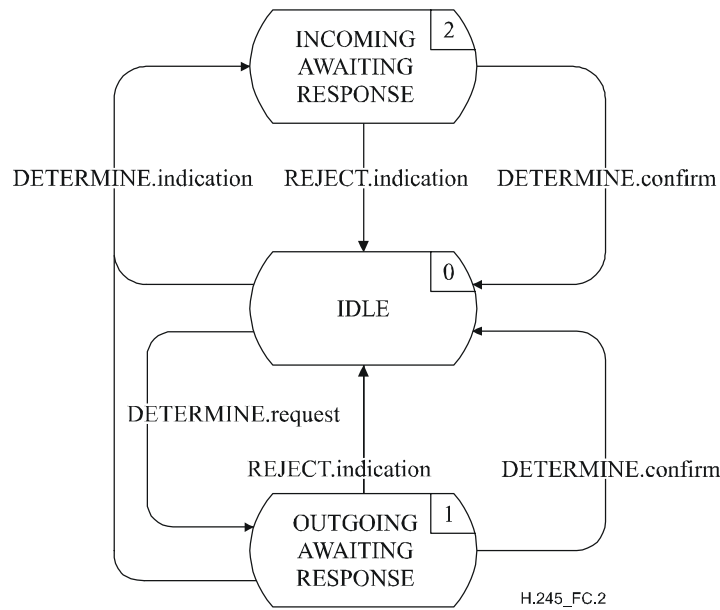 INCOMING
AWAITING
RESPONSE
2
DETERMINE.indication
REJECT.indication
DETERMINE.confirm
IDLE
0
DETERMINE.request
REJECT.indication
DETERMINE.confirm
OUTGOING
AWAITING
RESPONSE
1
H.245_FC.2